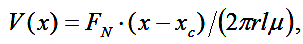 V(x) = F_N · (x − x_c)/(2πrlμ),